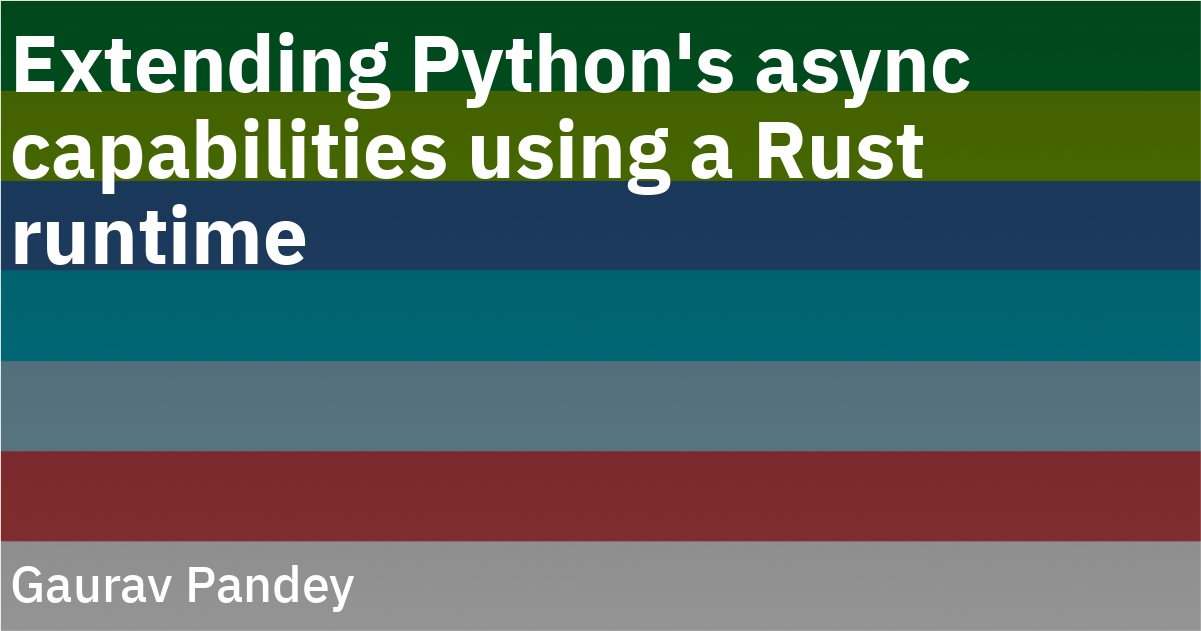 Extending Python's async
capabilities using a Rust
runtime
Gaurav Pandey